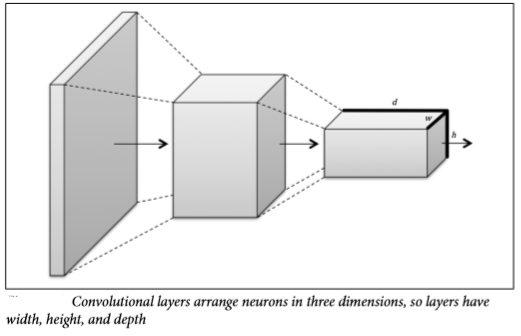 d
w
h
Convolutional layers arrange neurons in three dimensions, so layers have
width, height, and depth